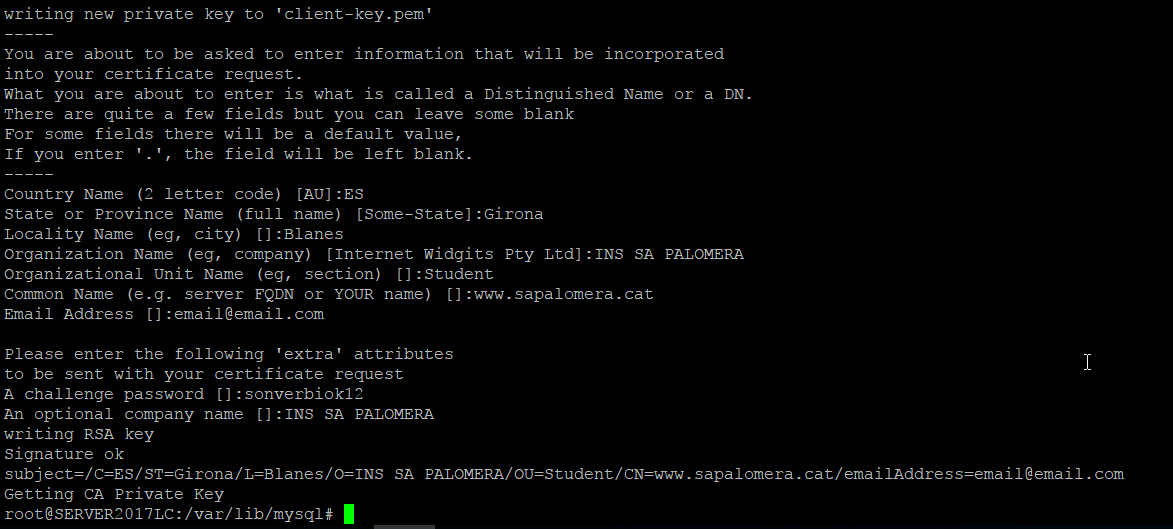 writing new private key to 'client-key.pem'
-----
You are about to be asked to enter information that will be incorporated
into your certificate request.
What you are about to enter is what is called a Distinguished Name or a DN.
There are quite a few fields but you can leave some blank
For some fields there will be a default value,
If you enter '.', the field will be left blank.
-----
Country Name (2 letter code) [AU]:ES
State or Province Name (full name) [Some-State]:Girona
Locality Name (eg, city) []:Blanes
Organization Name (eg, company) [Internet Widgits Pty Ltd]:INS SA PALOMERA
Organizational Unit Name (eg, section) []:Student
Common Name (e.g. server FQDN or YOUR name) []:www.sapalomera.cat
Email Address []:email@email.com
Please enter the following 'extra' attributes
to be sent with your certificate request
A challenge password []:sonverbiok12
An optional company name []:INS SA PALOMERA
writing RSA key
Signature ok
subject=/C=ES/ST=Girona/L=Blanes/O=INS SA PALOMERA/OU=Student/CN=www.sapalomera.cat/emailAddress=email@email.com
Getting CA Private Key
root@SERVER2017LC:/var/lib/mysql#